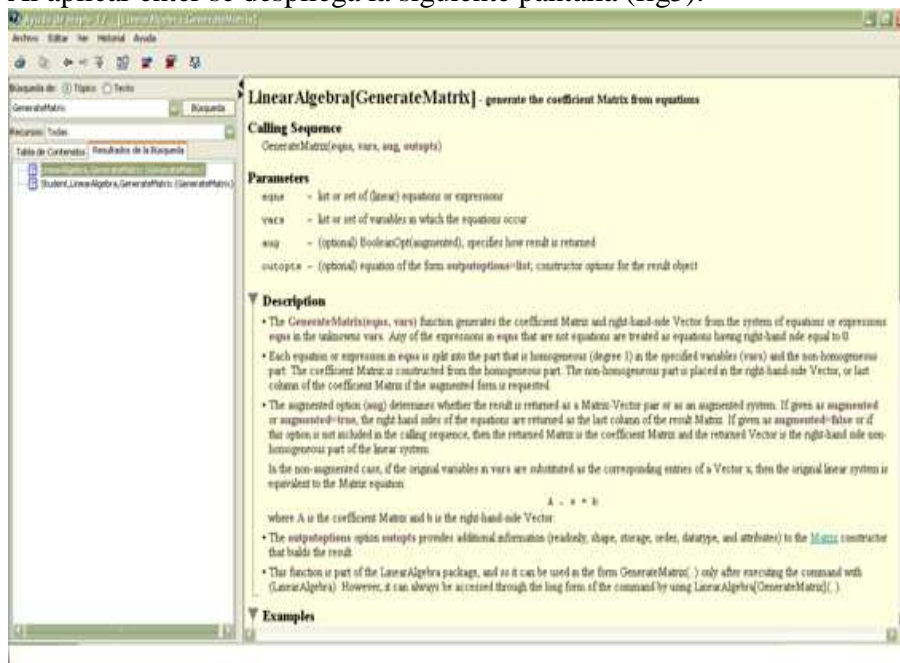 Al aplicar enter se despliega la siguiente pantalla (fig3):
Ayuda de Maple 12 - [LinearAlgebra,GenerateMatrix]
Archivo Editar Ver Historial Ayuda
Búsqueda de: Tópico Texto
GenerateMatrix Búsqueda
Recursos Todas
Tabla de Contenidos Resultados de la Búsqueda
LinearAlgebra,GenerateMatrix (GenerateMatrix)
Student,LinearAlgebra,GenerateMatrix (GenerateMatrix)
LinearAlgebra[GenerateMatrix] - generate the coefficient Matrix from equations
Calling Sequence
GenerateMatrix(eqns, vars, aug, outopts)
Parameters
eqns - list or set of (linear) equations or expressions
vars - list or set of variables in which the equations occur
aug - (optional) BooleanOpt(augmented); specifies how result is returned
outopts - (optional) equation of the form outputoptions=list; constructor options for the result object
Description
• The GenerateMatrix(eqns, vars) function generates the coefficient Matrix and right-hand-side Vector from the system of equations or expressions
eqns in the unknowns vars. Any of the expressions in eqns that are not equations are treated as equations having right-hand side equal to 0.
• Each equation or expression in eqns is split into the part that is homogeneous (degree 1) in the specified variables (vars) and the non-homogeneous
part. The coefficient Matrix is constructed from the homogeneous part. The non-homogeneous part is placed in the right-hand side Vector, or last
column of the coefficient Matrix if the augmented form is requested.
• The augmented option (aug) determines whether the result is returned as a Matrix-Vector pair or as an augmented system. If given as augmented
or augmented=true, the right hand sides of the equations are returned as the last column of the result Matrix. If given as augmented=false or if
this option is not included in the calling sequence, then the returned Matrix is the coefficient Matrix and the returned Vector is the right-hand side non-
homogeneous part of the linear system.
In the non-augmented case, if the original variables in vars are substituted as the corresponding entries of a Vector x, then the original linear system is
equivalent to the Matrix equation:
A . x = b
where A is the coefficient Matrix and b is the right-hand-side Vector.
• The outputoptions option outopts provides additional information (readonly, shape, storage, order, datatype, and attributes) to the Matrix constructor
that builds the result.
• This function is part of the LinearAlgebra package, and so it can be used in the form GenerateMatrix(..) only after executing the command with
(LinearAlgebra). However, it can always be accessed through the long form of the command by using LinearAlgebra[GenerateMatrix](..).
Examples